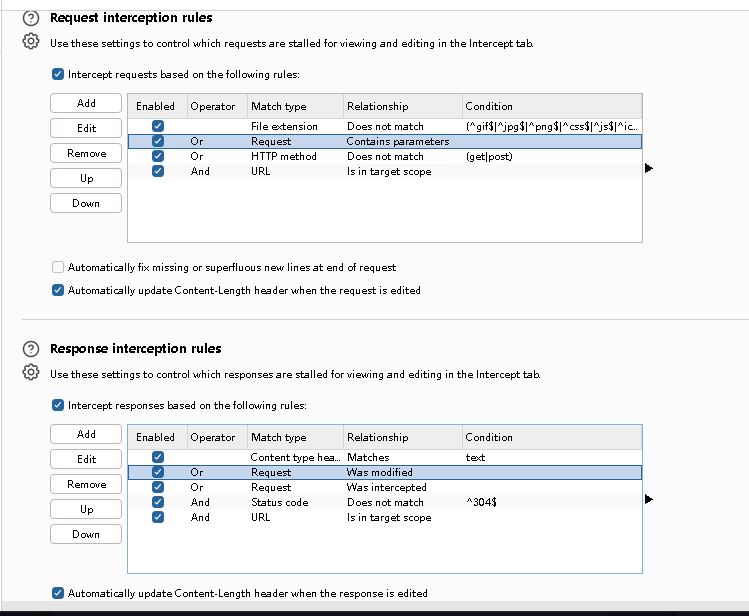 Request interception rules
Use these settings to control which requests are stalled for viewing and editing in the Intercept tab.
Intercept requests based on the following rules:
Add
Edit
Remove
Up
Down
Enabled Operator Match type Relationship Condition
File extension Does not match (^gif$|^jpg$|^png$|^css$|^js$|^ic...
Or Request Contains parameters
Or HTTP method Does not match (get|post)
And URL Is in target scope
Automatically fix missing or superfluous new lines at end of request
Automatically update Content-Length header when the request is edited
Response interception rules
Use these settings to control which responses are stalled for viewing and editing in the Intercept tab.
Intercept responses based on the following rules:
Add
Edit
Remove
Up
Down
Enabled Operator Match type Relationship Condition
Content type hea... Matches text
Or Request Was modified
Or Request Was intercepted
And Status code Does not match ^304$
And URL Is in target scope
Automatically update Content-Length header when the response is edited